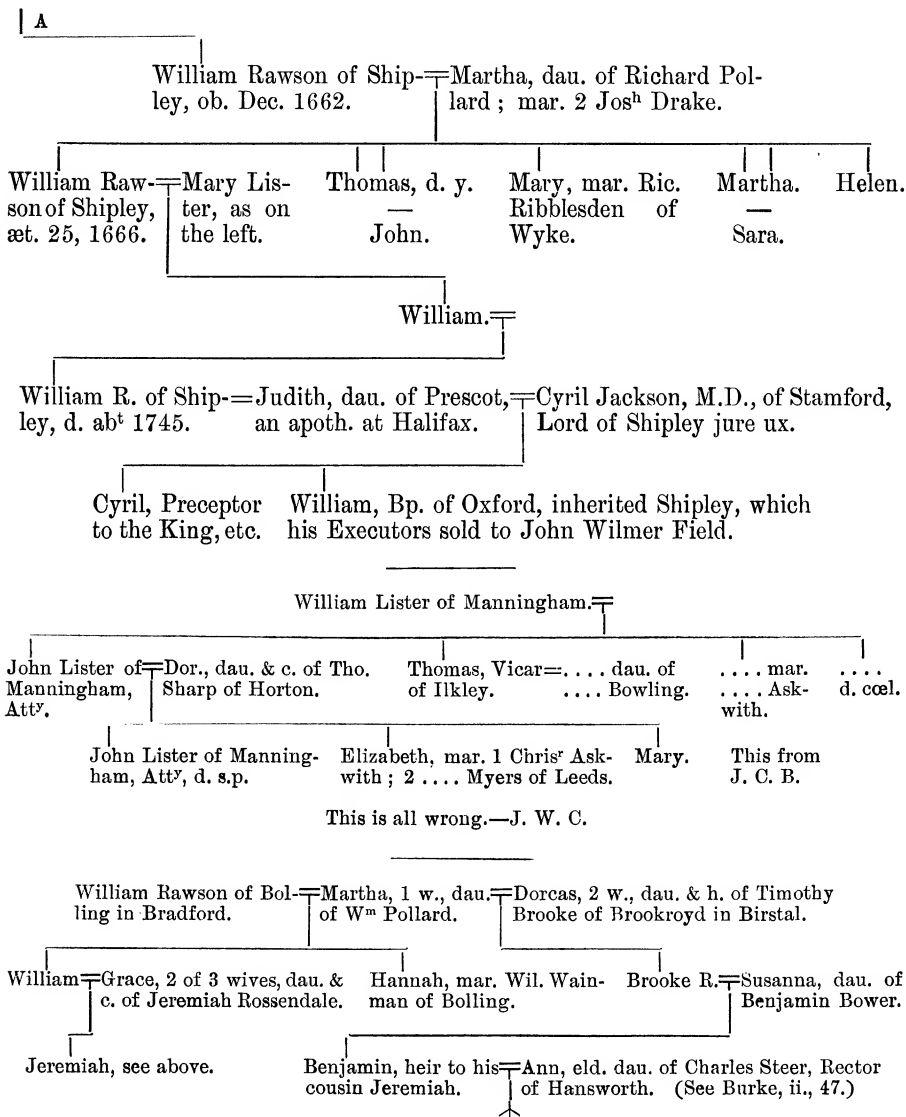 A
William Rawson of Ship-╤Martha, dau. of Richard Pol-
ley, ob. Dec. 1662. lard ; mar. 2 Josʰ Drake.
William Raw-╤Mary Lis- Thomas, d. y. Mary, mar. Ric. Martha. Helen.
son of Shipley, ter, as on — Ribblesden of —
æt. 25, 1666. the left. John. Wyke. Sara.
William.╤
William R. of Ship-=Judith, dau. of Prescot,╤Cyril Jackson, M.D., of Stamford,
ley, d. abᵗ 1745. an apoth. at Halifax. Lord of Shipley jure ux.
Cyril, Preceptor William, Bp. of Oxford, inherited Shipley, which
to the King, etc. his Executors sold to John Wilmer Field.
William Lister of Manningham.╤
John Lister of╤Dor., dau. & c. of Tho. Thomas, Vicar=.... dau. of .... mar. ....
Manningham, Sharp of Horton. of Ilkley. .... Bowling. .... Ask- d. cœl.
Attʸ. with.
John Lister of Manning- Elizabeth, mar. 1 Chrisʳ Ask- Mary. This from
ham, Attʸ, d. s.p. with ; 2 .... Myers of Leeds. J. C. B.
This is all wrong.—J. W. C.
William Rawson of Bol-╤Martha, 1 w., dau.╤Dorcas, 2 w., dau. & h. of Timothy
ling in Bradford. of Wᵐ Pollard. Brooke of Brookroyd in Birstal.
William╤Grace, 2 of 3 wives, dau. & Hannah, mar. Wil. Wain- Brooke R.╤Susanna, dau. of
c. of Jeremiah Rossendale. man of Bolling. Benjamin Bower.
Jeremiah, see above. Benjamin, heir to his╤Ann, eld. dau. of Charles Steer, Rector
cousin Jeremiah. of Hansworth. (See Burke, ii., 47.)